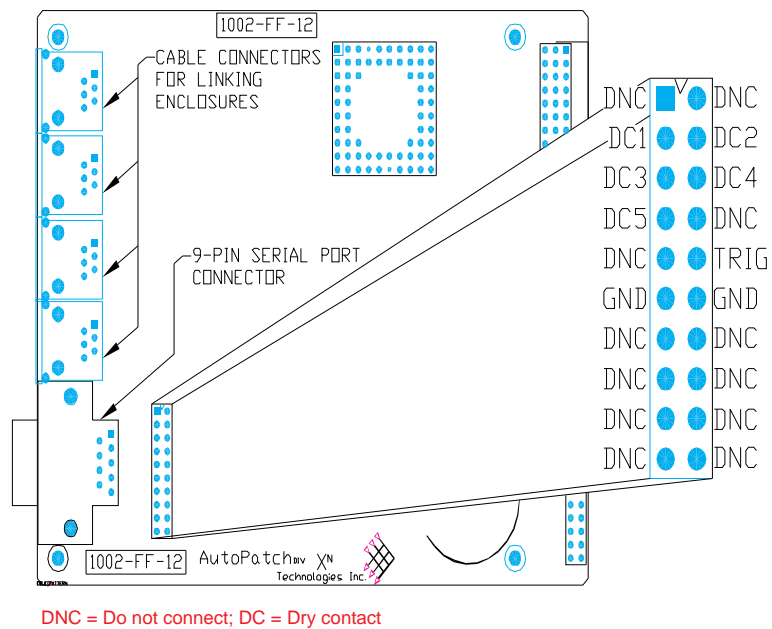 1002-FF-12
CABLE CONNECTORS
FOR LINKING
ENCLOSURES
9-PIN SERIAL PORT
CONNECTOR
DNC DNC
DC1 DC2
DC3 DC4
DC5 DNC
DNC TRIG
GND GND
DNC DNC
DNC DNC
DNC DNC
DNC DNC
1002-FF-12 AutoPatch DIV XN
Technologies Inc.
DNC = Do not connect; DC = Dry contact